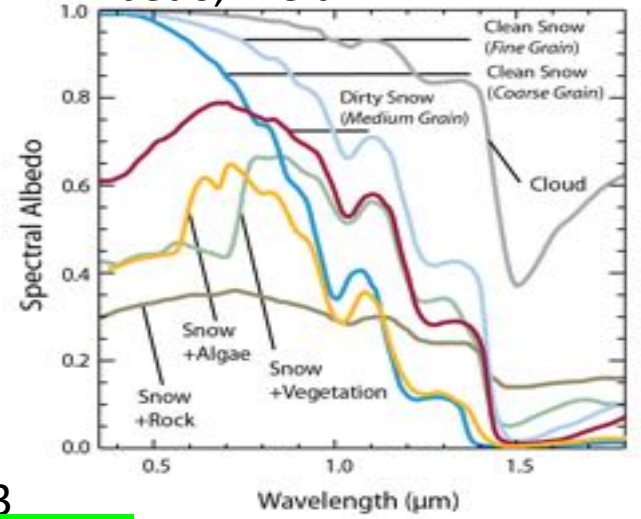 1.0
0.8
0.6
0.4
0.2
0.0
Spectral Albedo
Clean Snow
(Fine Grain)
Clean Snow
(Coarse Grain)
Dirty Snow
(Medium Grain)
Cloud
Snow
+Algae
Snow
+Vegetation
Snow
+Rock
0.5
1.0
1.5
Wavelength (μm)